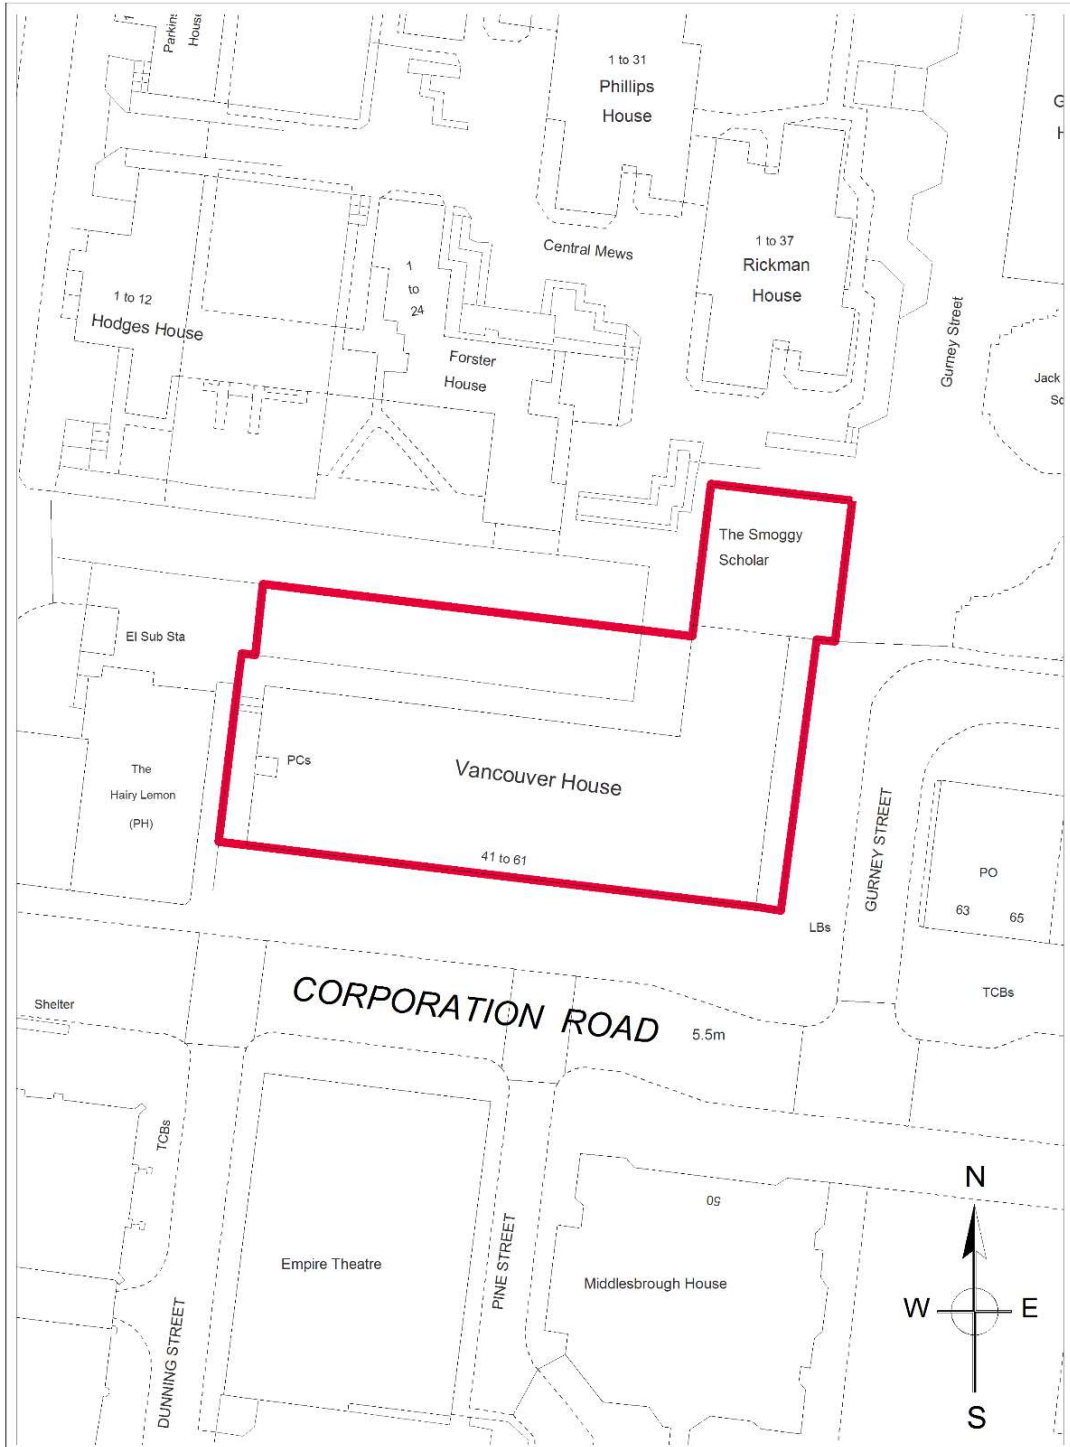 1
Parkins
House
1 to 31
Phillips
House
G
H
Central Mews
1 to 37
Rickman
House
1
to
24
1 to 12
Hodges House
Forster
House
Gurney Street
Jack
Sc
The Smoggy
Scholar
El Sub Sta
PCs
The
Hairy Lemon
(PH)
Vancouver House
41 to 61
GURNEY STREET
PO
63 65
LBs
TCBs
Shelter
CORPORATION ROAD
5.5m
TCBs
50
Empire Theatre
PINE STREET
Middlesbrough House
DUNNING STREET
N
W E
S